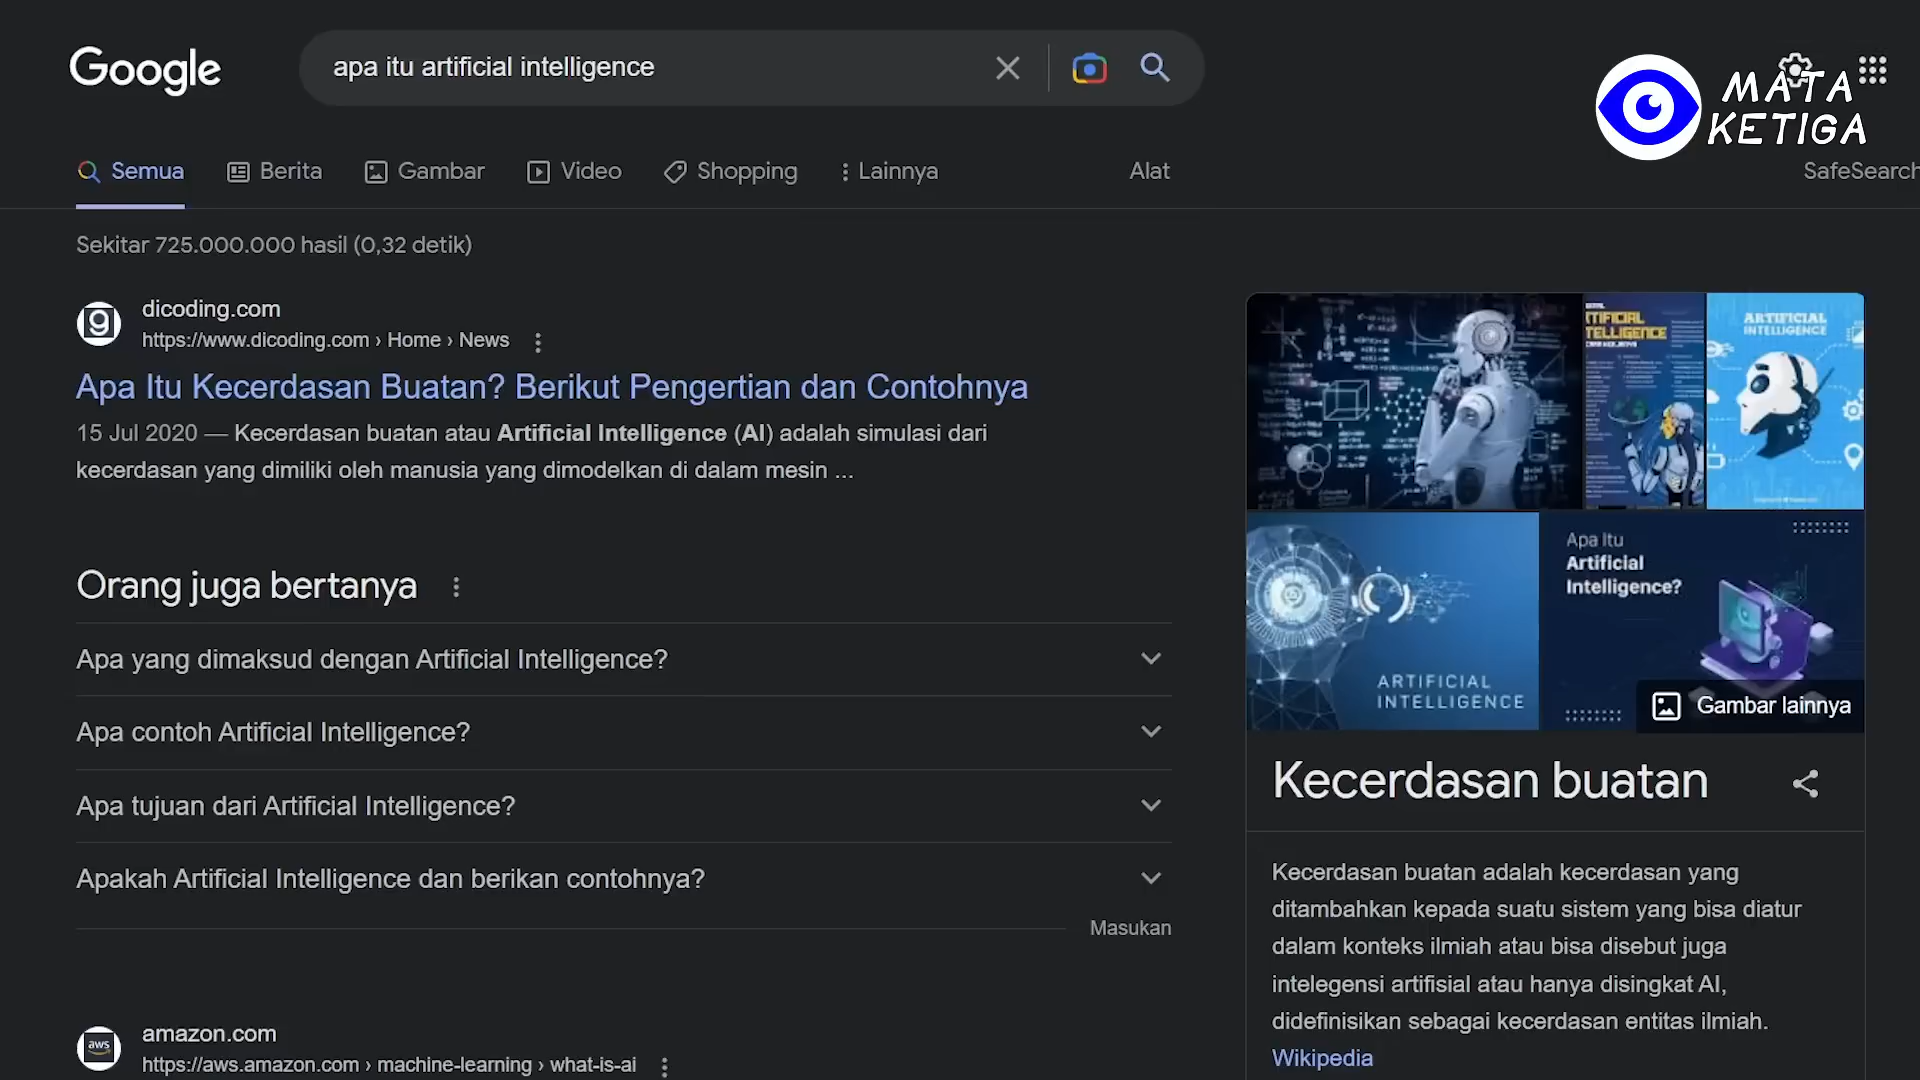 Google
apa itu artificial intelligence
MATA
KETIGA
Semua
Berita
Gambar
Video
Shopping
Lainnya
Alat
SafeSearch
Sekitar 725.000.000 hasil (0,32 detik)
dicoding.com
https://www.dicoding.com › Home › News
Apa Itu Kecerdasan Buatan? Berikut Pengertian dan Contohnya
15 Jul 2020 — Kecerdasan buatan atau Artificial Intelligence (AI) adalah simulasi dari
kecerdasan yang dimiliki oleh manusia yang dimodelkan di dalam mesin ...
Orang juga bertanya
Apa yang dimaksud dengan Artificial Intelligence?
Apa contoh Artificial Intelligence?
Apa tujuan dari Artificial Intelligence?
Apakah Artificial Intelligence dan berikan contohnya?
Masukan
aws
amazon.com
https://aws.amazon.com › machine-learning › what-is-ai
ARTIFICIAL
INTELLIGENCE
ARTIFICIAL
INTELLIGENCE
Apa Itu
Artificial
Intelligence?
Gambar lainnya
Kecerdasan buatan
Kecerdasan buatan adalah kecerdasan yang
ditambahkan kepada suatu sistem yang bisa diatur
dalam konteks ilmiah atau bisa disebut juga
intelegensi artifisial atau hanya disingkat AI,
didefinisikan sebagai kecerdasan entitas ilmiah.
Wikipedia